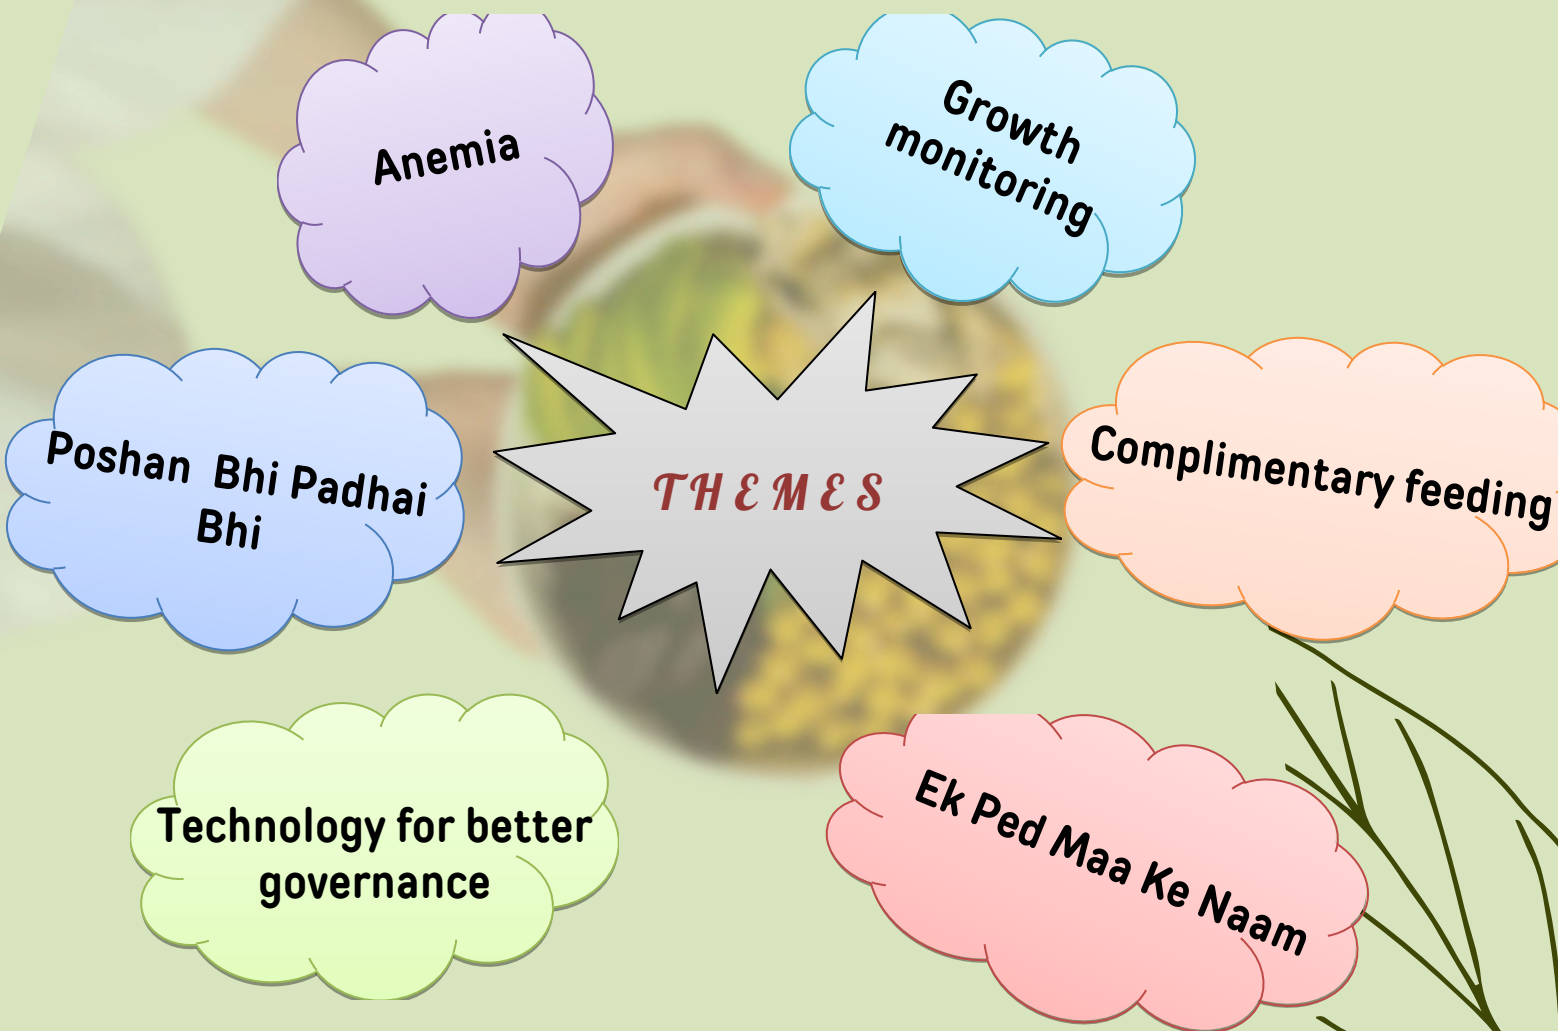 Anemia
Growth
monitoring
THEMES
Poshan  Bhi Padhai
Bhi
Complimentary feeding
Technology for better
governance
Ek Ped Maa Ke Naam